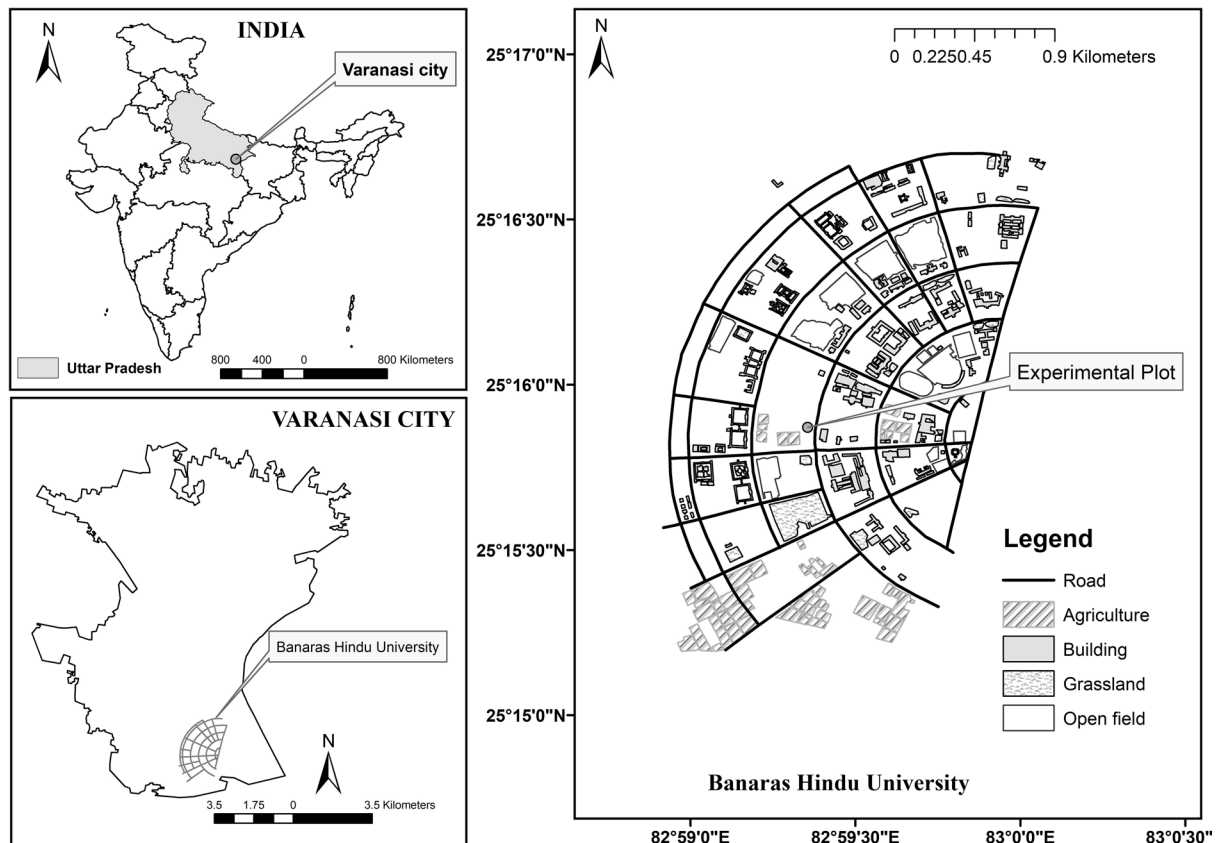 INDIA
N
Varanasi city
Uttar Pradesh
800 400 0 800 Kilometers
VARANASI CITY
Banaras Hindu University
N
3.5 1.75 0 3.5 Kilometers
N
0 0.2250.45 0.9 Kilometers
25°17'0"N
25°16'30"N
25°16'0"N
25°15'30"N
25°15'0"N
Experimental Plot
Legend
Road
Agriculture
Building
Grassland
Open field
Banaras Hindu University
82°59'0"E 82°59'30"E 83°0'0"E 83°0'30"